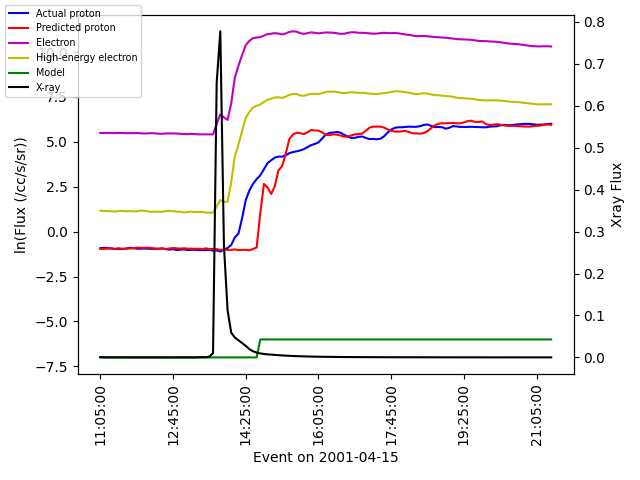 Actual proton
Predicted proton
Electron
High-energy electron
Model
X-ray
ln(Flux (/cc/s/sr))
7.5
5.0
2.5
0.0
−2.5
−5.0
−7.5
0.8
0.7
0.6
0.5
0.4
0.3
0.2
0.1
0.0
Xray Flux
11:05:00
12:45:00
14:25:00
16:05:00
17:45:00
19:25:00
21:05:00
Event on 2001-04-15